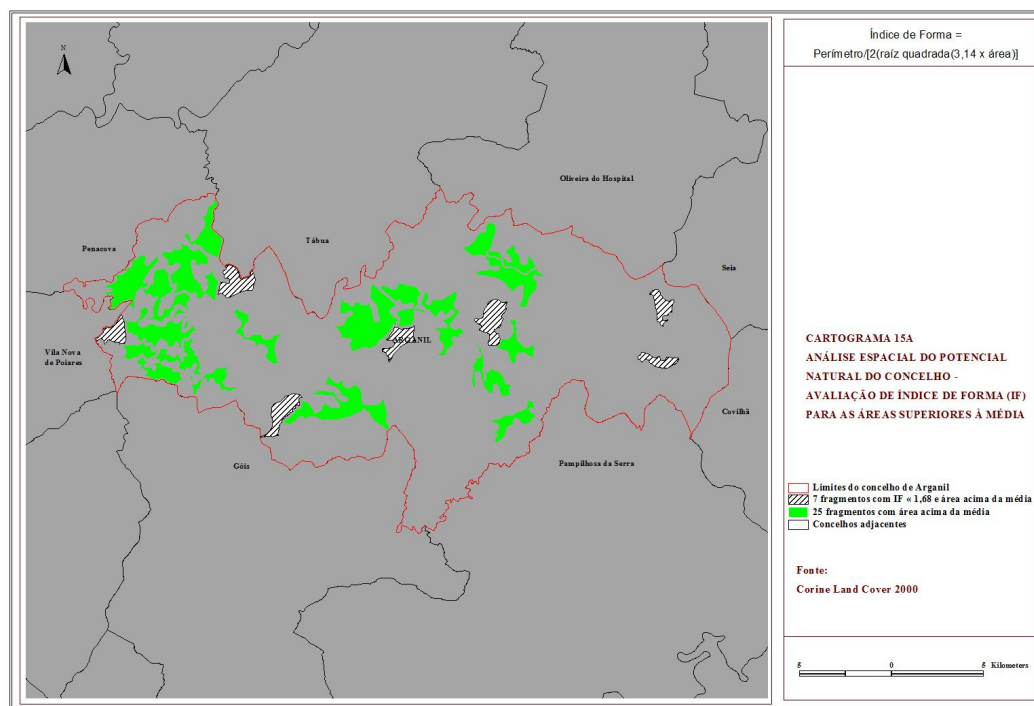 Índice de Forma =
Perímetro/[2(raíz quadrada(3,14 x área)]
N
Oliveira do Hospital
Tábua
Penacova
Seia
ARGANIL
Vila Nova
de Poiares
Covilhã
Góis
Pampilhosa da Serra
CARTOGRAMA 15A
ANÁLISE ESPACIAL DO POTENCIAL
NATURAL DO CONCELHO -
AVALIAÇÃO DE ÍNDICE DE FORMA (IF)
PARA AS ÁREAS SUPERIORES À MÉDIA
Limites do concelho de Arganil
7 fragmentos com IF « 1,68 e área acima da média
25 fragmentos com área acima da média
Concelhos adjacentes
Fonte:
Corine Land Cover 2000
5 0 5 Kilometers